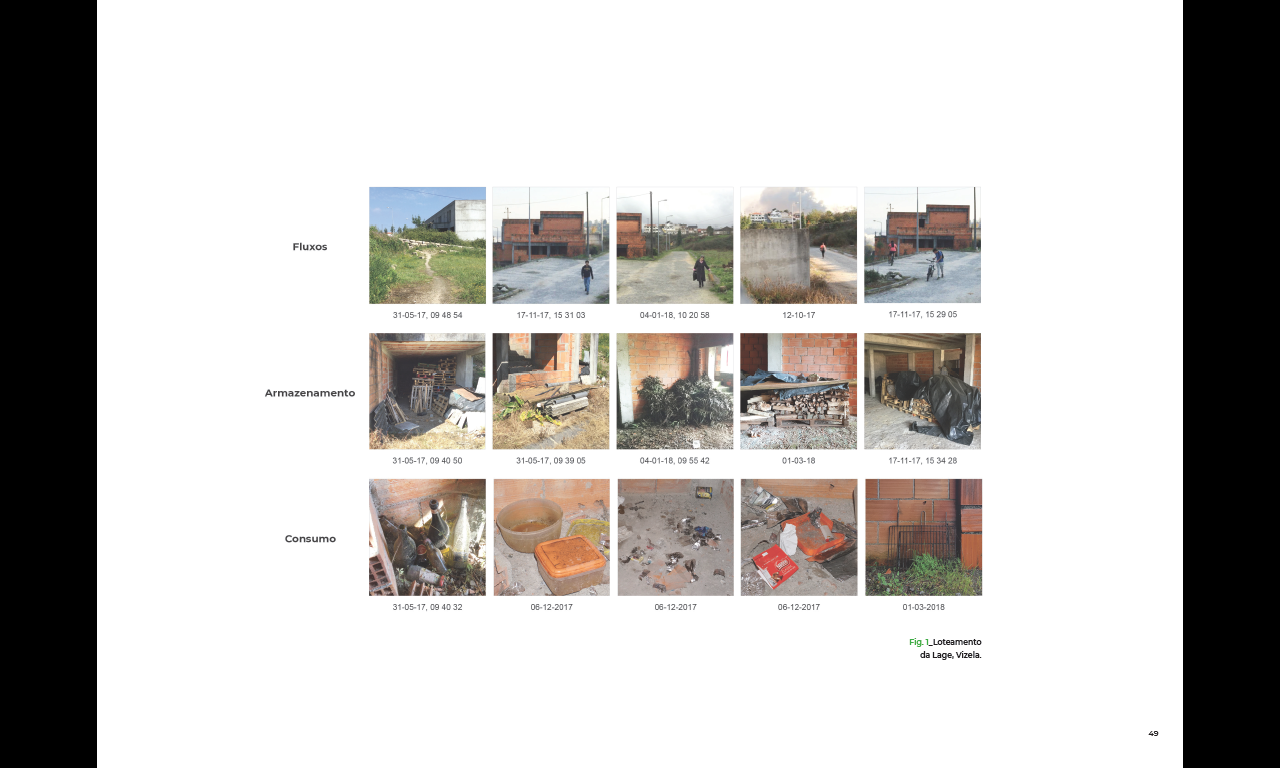 Fluxos
31-05-17, 09 48 54
17-11-17, 15 31 03
04-01-18, 10 20 58
12-10-17
17-11-17, 15 29 05
Armazenamento
31-05-17, 09 40 50
31-05-17, 09 39 05
04-01-18, 09 55 42
01-03-18
17-11-17, 15 34 28
Consumo
31-05-17, 09 40 32
06-12-2017
06-12-2017
06-12-2017
01-03-2018
Fig. 1_Loteamento
da Lage, Vizela.
49